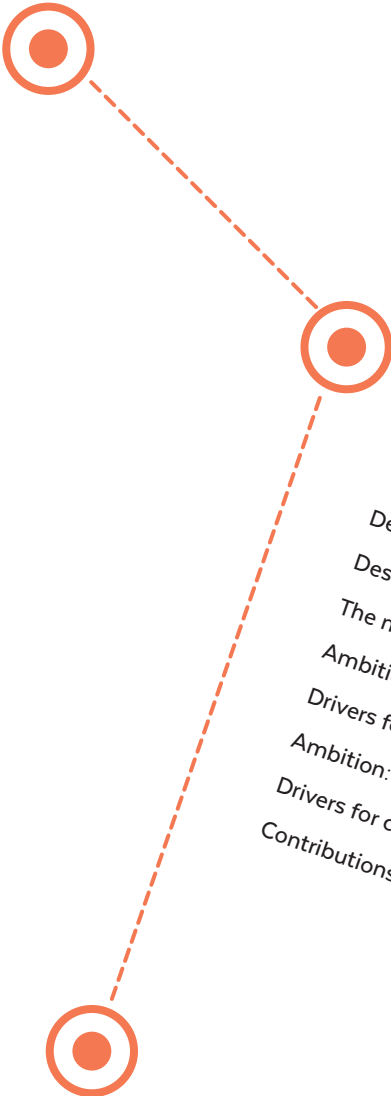 De
Des
The n
Ambiti
Drivers f
Ambition:
Drivers for c
Contributions